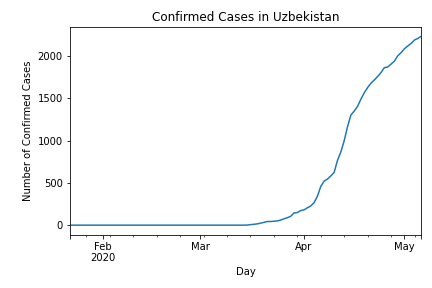 Confirmed Cases in Uzbekistan
Number of Confirmed Cases
2000
1500
1000
500
0
Feb
2020
Mar
Apr
May
Day